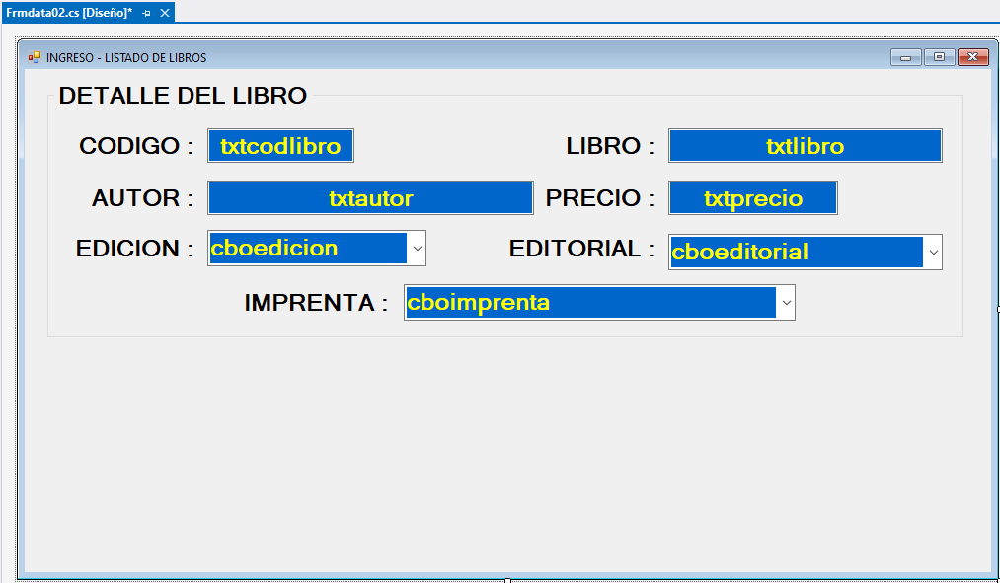 Frmdata02.cs [Diseño]*
INGRESO - LISTADO DE LIBROS
DETALLE DEL LIBRO
CODIGO : txtcodlibro LIBRO : txtlibro
AUTOR : txtautor PRECIO : txtprecio
EDICION : cboedicion EDITORIAL : cboeditorial
IMPRENTA : cboimprenta